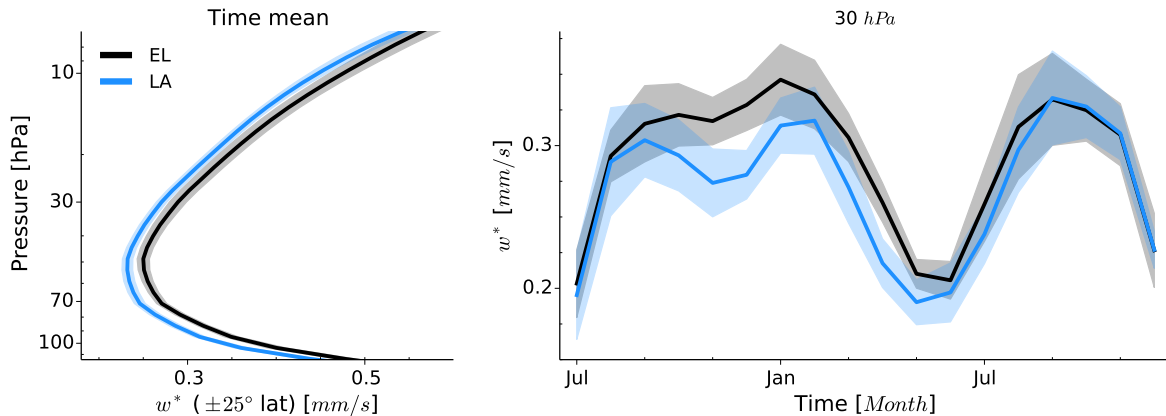 Time mean
EL
LA
10
30
70
100
Pressure [hPa]
0.3
0.5
w* (±25° lat) [mm/s]
30 hPa
0.3
0.2
w* [mm/s]
Jul
Jan
Jul
Time [Month]